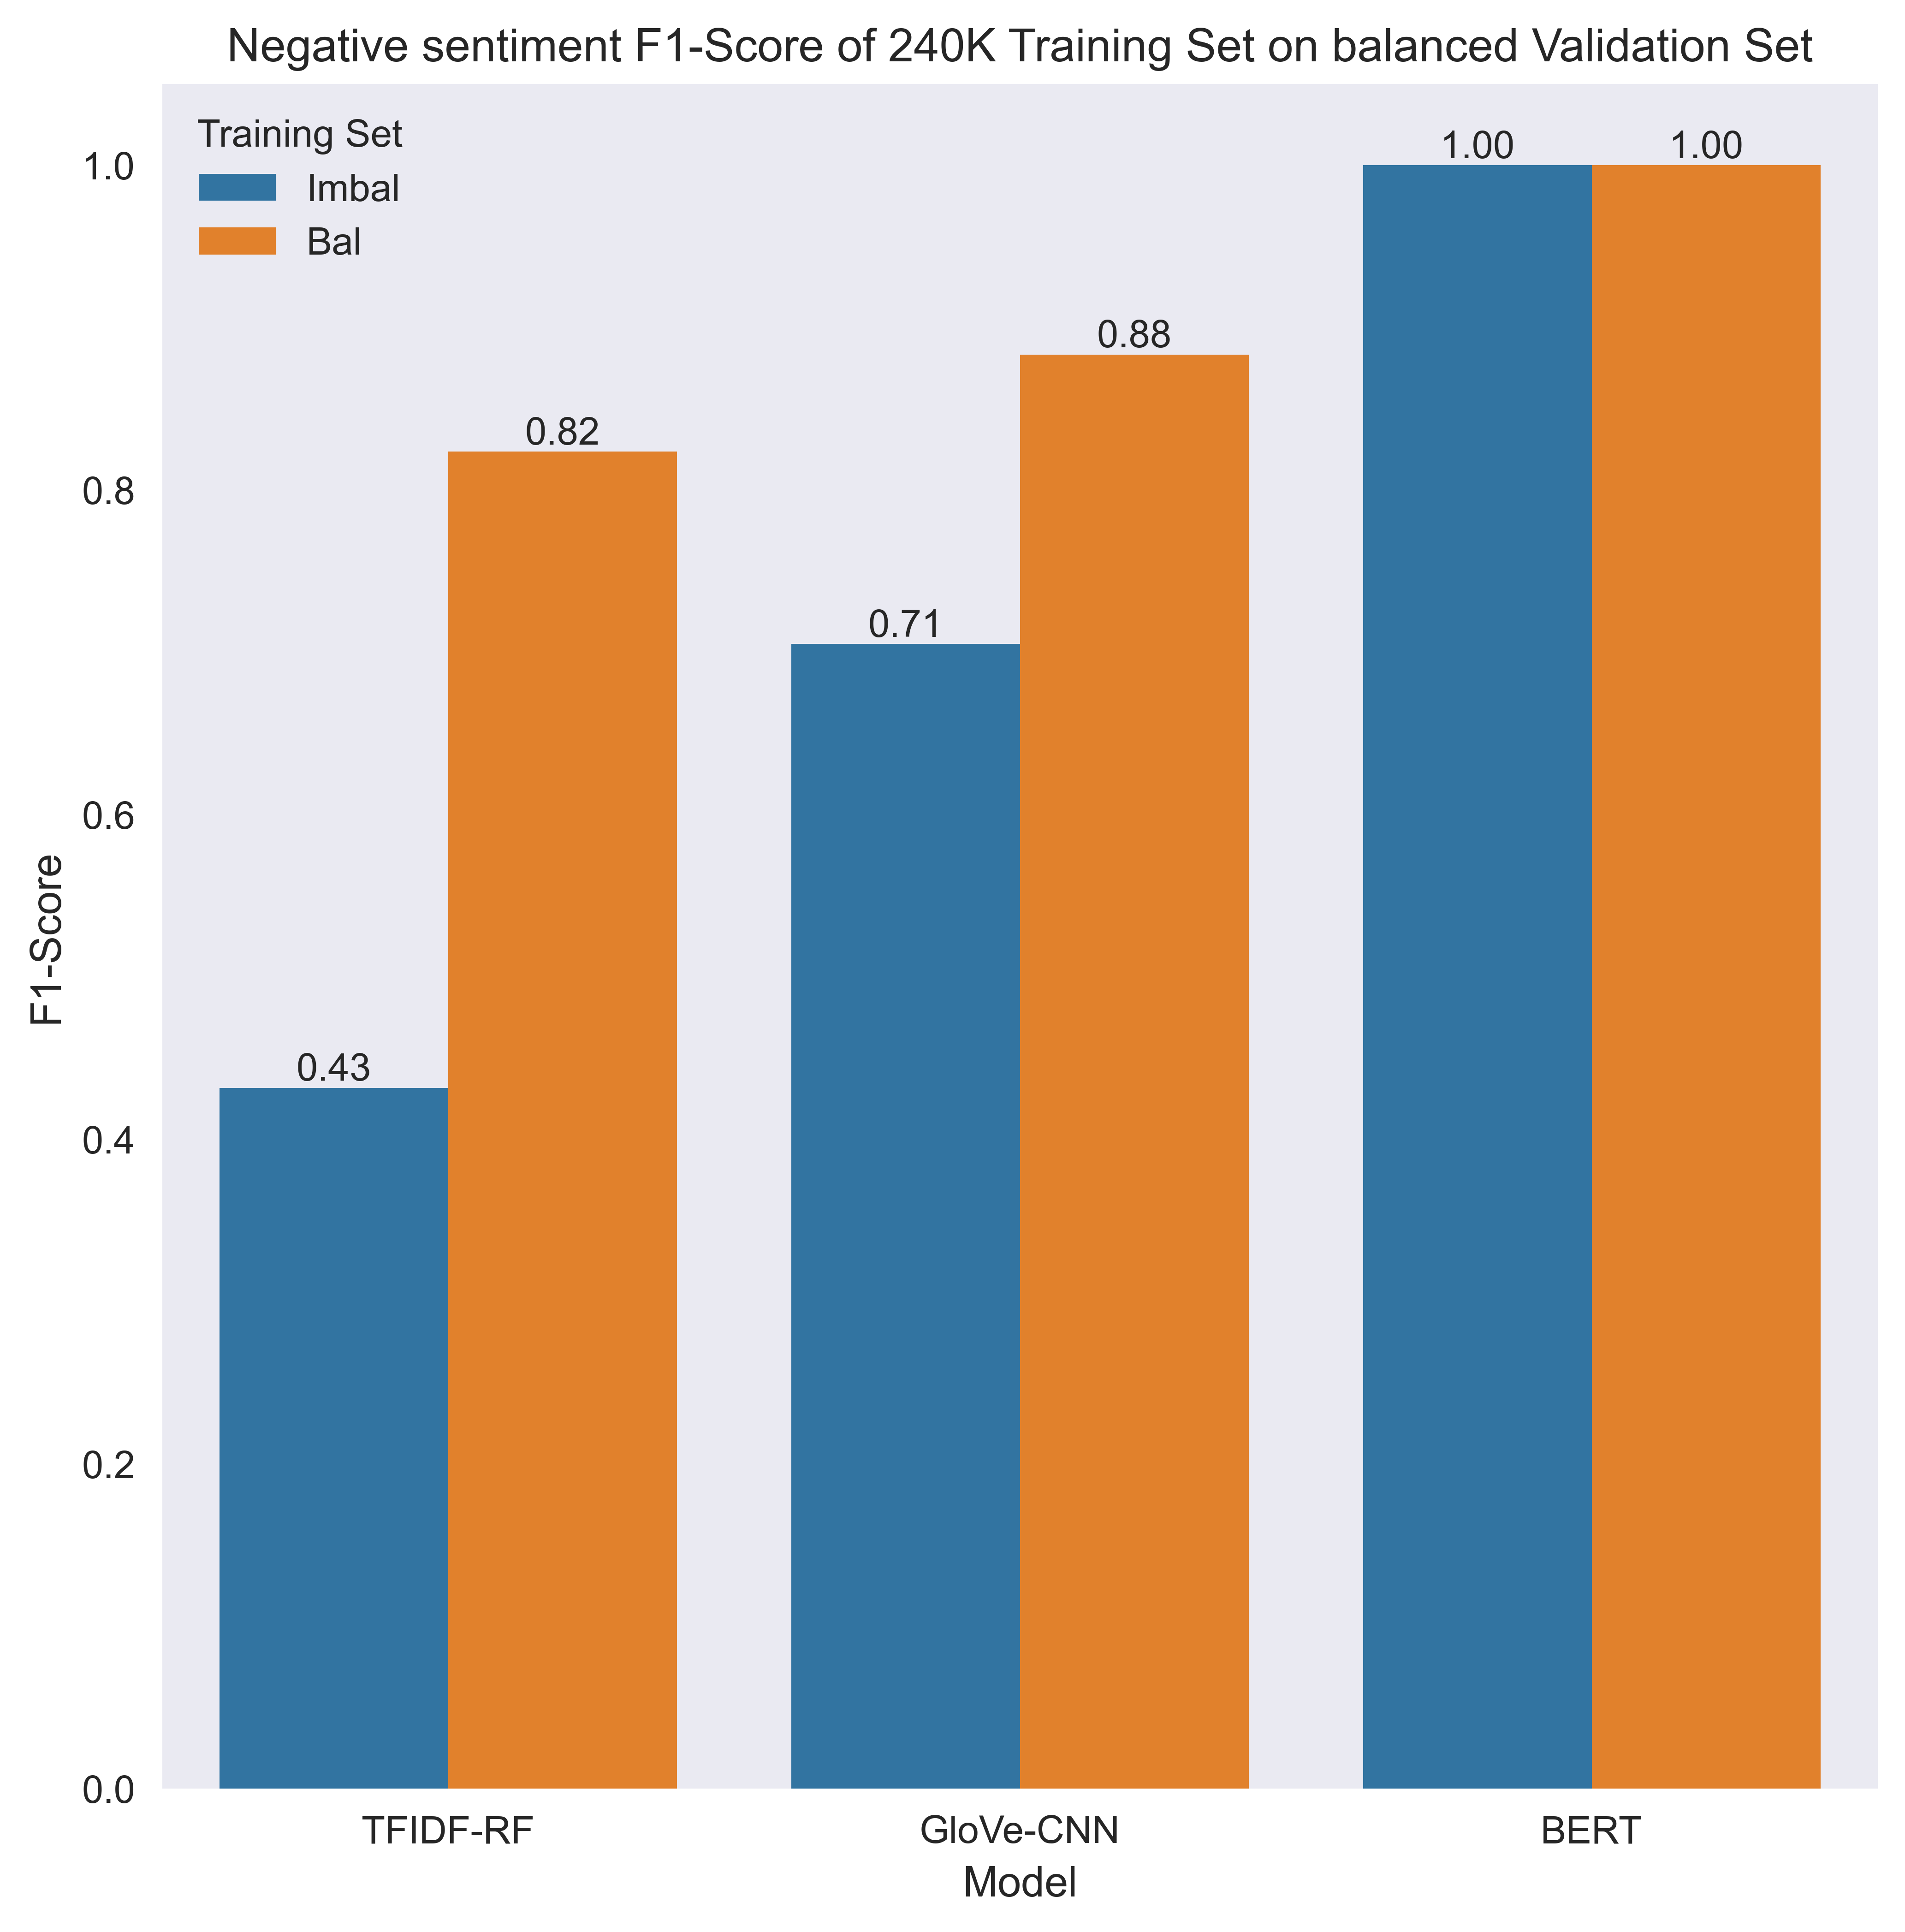 Negative sentiment F1-Score of 240K Training Set on balanced Validation Set
Training Set
Imbal
Bal
1.0
0.8
0.6
0.4
0.2
0.0
F1-Score
0.43
0.82
0.71
0.88
1.00
1.00
TFIDF-RF
GloVe-CNN
BERT
Model